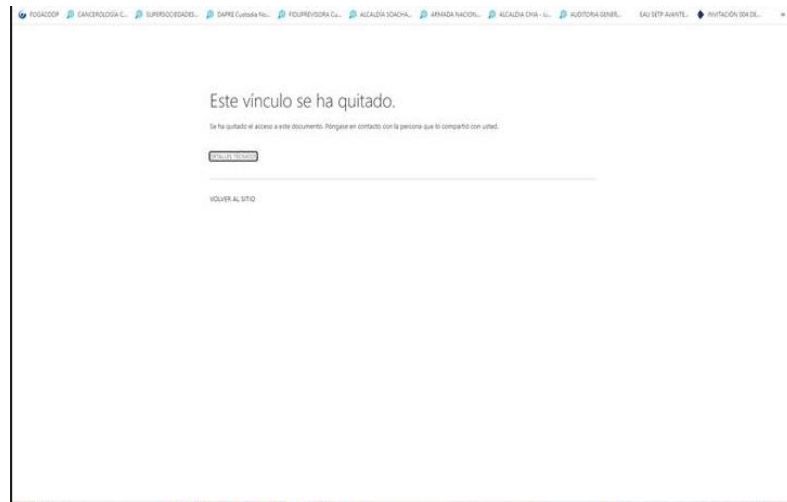 FOGACOOP CANCEROLOGÍA C... SUPERSOCIEDADES... DAPRE Custodia No... FIDUPREVISORA Cu... ALCALDÍA SOACHA... ARMADA NACION... ALCALDIA CHIA - Li... AUDITORIA GENER... EAU SETP AVANTE... INVITACIÓN 004 DE...
Este vínculo se ha quitado.
Se ha quitado el acceso a este documento. Póngase en contacto con la persona que lo compartió con usted.
DETALLES TÉCNICOS
VOLVER AL SITIO